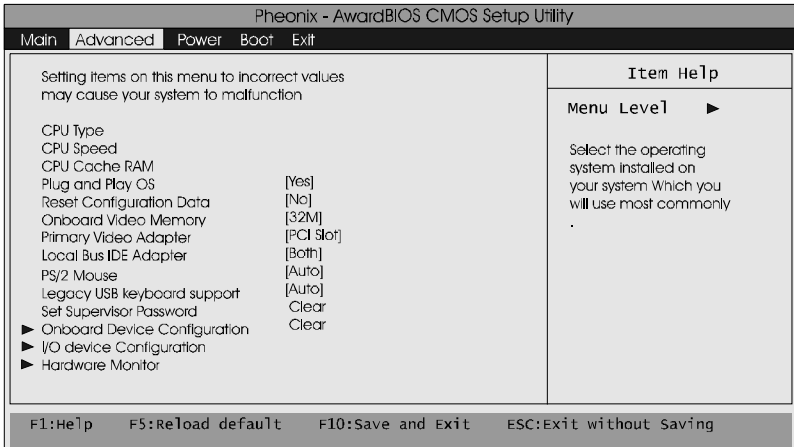 Pheonix - AwardBIOS CMOS Setup Utility
Main Advanced Power Boot Exit
Setting items on this menu to incorrect values
may cause your system to malfunction
CPU Type
CPU Speed
CPU Cache RAM
Plug and Play OS [Yes]
Reset Configuration Data [No]
Onboard Video Memory [32M]
Primary Video Adapter [PCI Slot]
Local Bus IDE Adapter [Both]
PS/2 Mouse [Auto]
Legacy USB keyboard support [Auto]
Set Supervisor Password Clear
► Onboard Device Configuration Clear
► I/O device Configuration
► Hardware Monitor
Item Help
Menu Level ►
Select the operating
system installed on
your system Which you
will use most commonly
.
F1:Help F5:Reload default F10:Save and Exit ESC:Exit without Saving